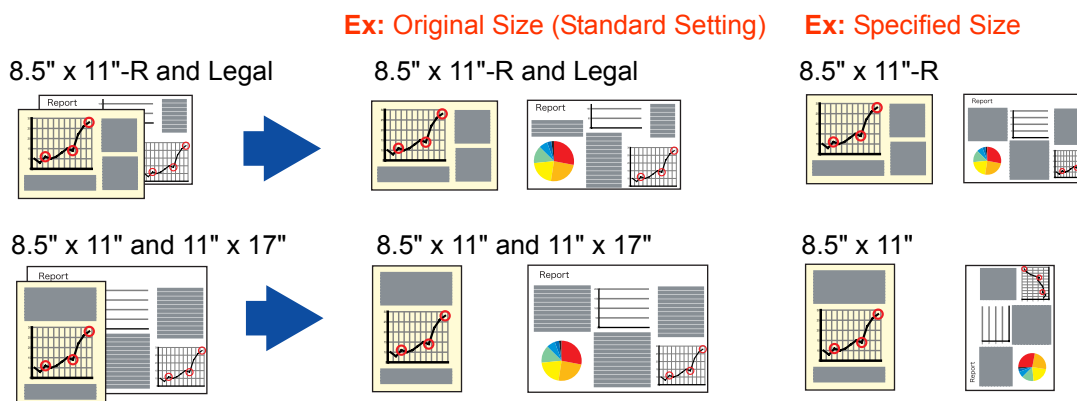 Ex: Original Size (Standard Setting) Ex: Specified Size
8.5" x 11"-R and Legal 8.5" x 11"-R and Legal 8.5" x 11"-R
Report Report Report
8.5" x 11" and 11" x 17" 8.5" x 11" and 11" x 17" 8.5" x 11"
Report Report
Report